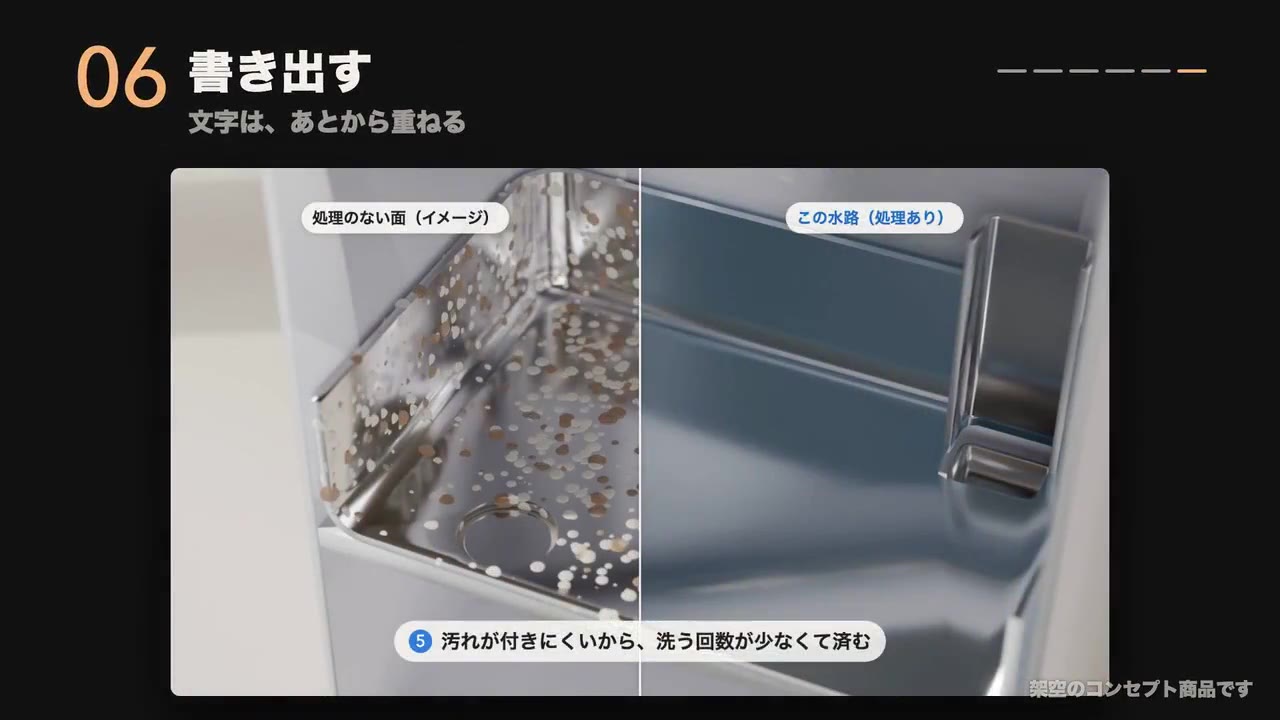 06 書き出す
文字は、あとから重ねる
処理のない面（イメージ）
この水路（処理あり）
5 汚れが付きにくいから、洗う回数が少なくて済む
架空のコンセプト商品です